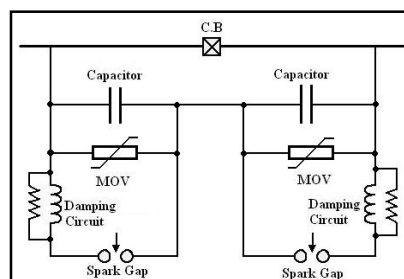 C.B
Capacitor
Capacitor
MOV
MOV
Damping
Circuit
Damping
Circuit
Spark Gap
Spark Gap